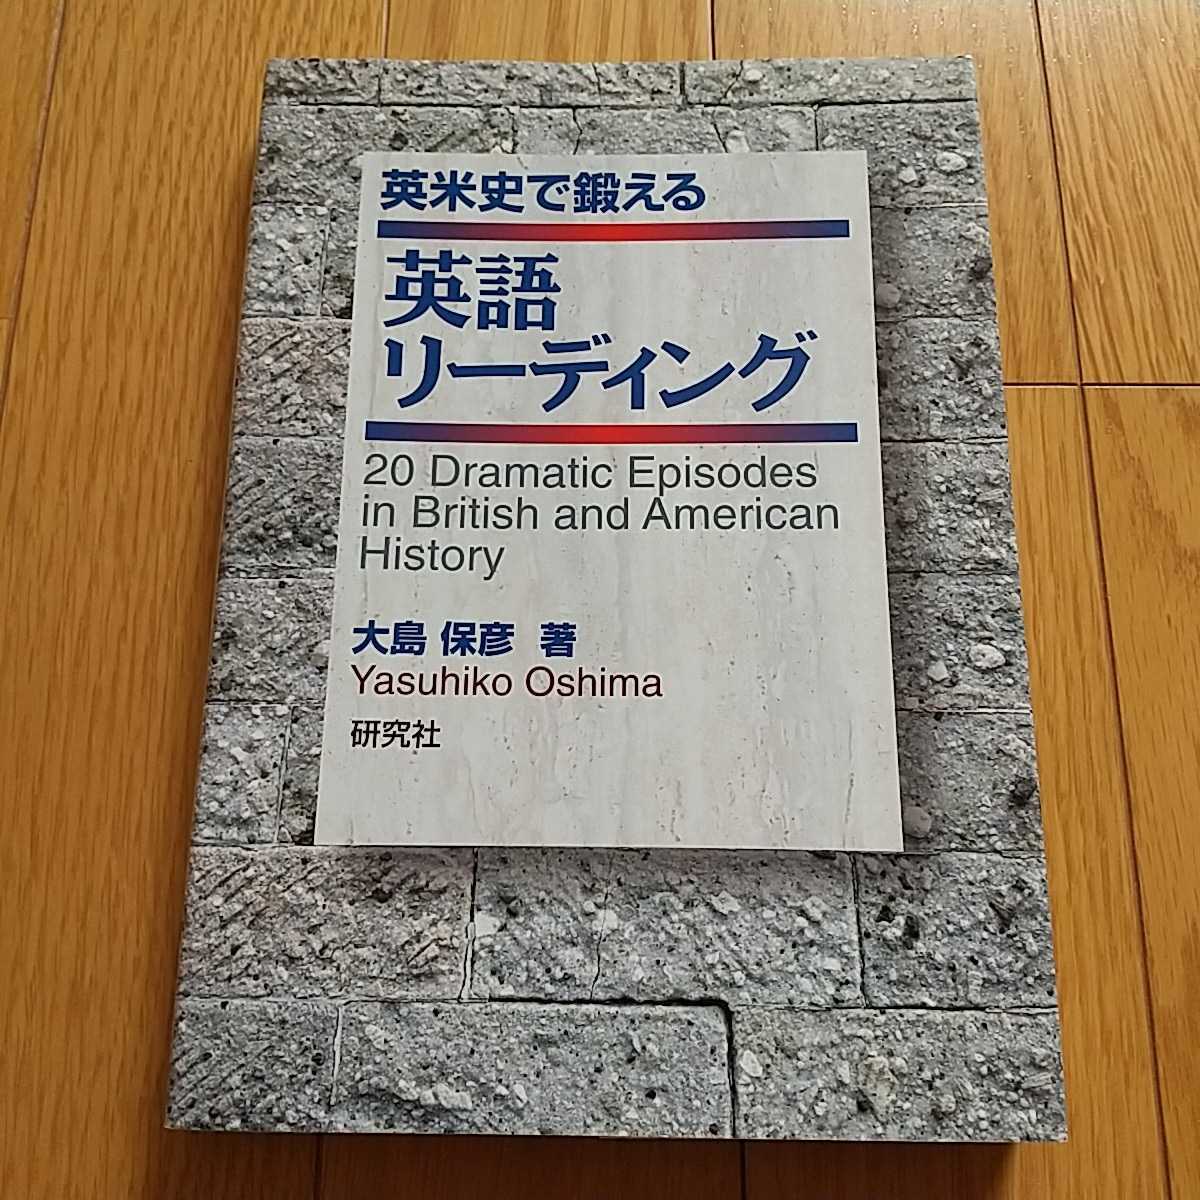 英米史で鍛える
英語
リーディング
20 Dramatic Episodes
in British and American
History
大島 保彦 著
Yasuhiko Oshima
研究社